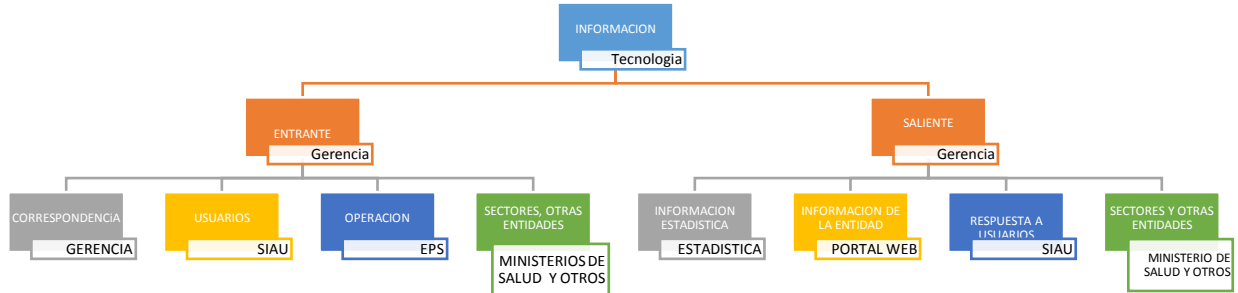 INFORMACION
Tecnologia
ENTRANTE
Gerencia
SALIENTE
Gerencia
CORRESPONDENCiA
GERENCIA
USUARIOS
SIAU
OPERACION
EPS
SECTORES, OTRAS
ENTIDADES
MINISTERIOS DE
SALUD Y OTROS
INFORMACION
ESTADISTICA
ESTADISTICA
INFORMACION DE
LA ENTIDAD
PORTAL WEB
RESPUESTA A
USUARIOS
SIAU
SECTORES Y OTRAS
ENTIDADES
MINISTERIO DE
SALUD Y OTROS